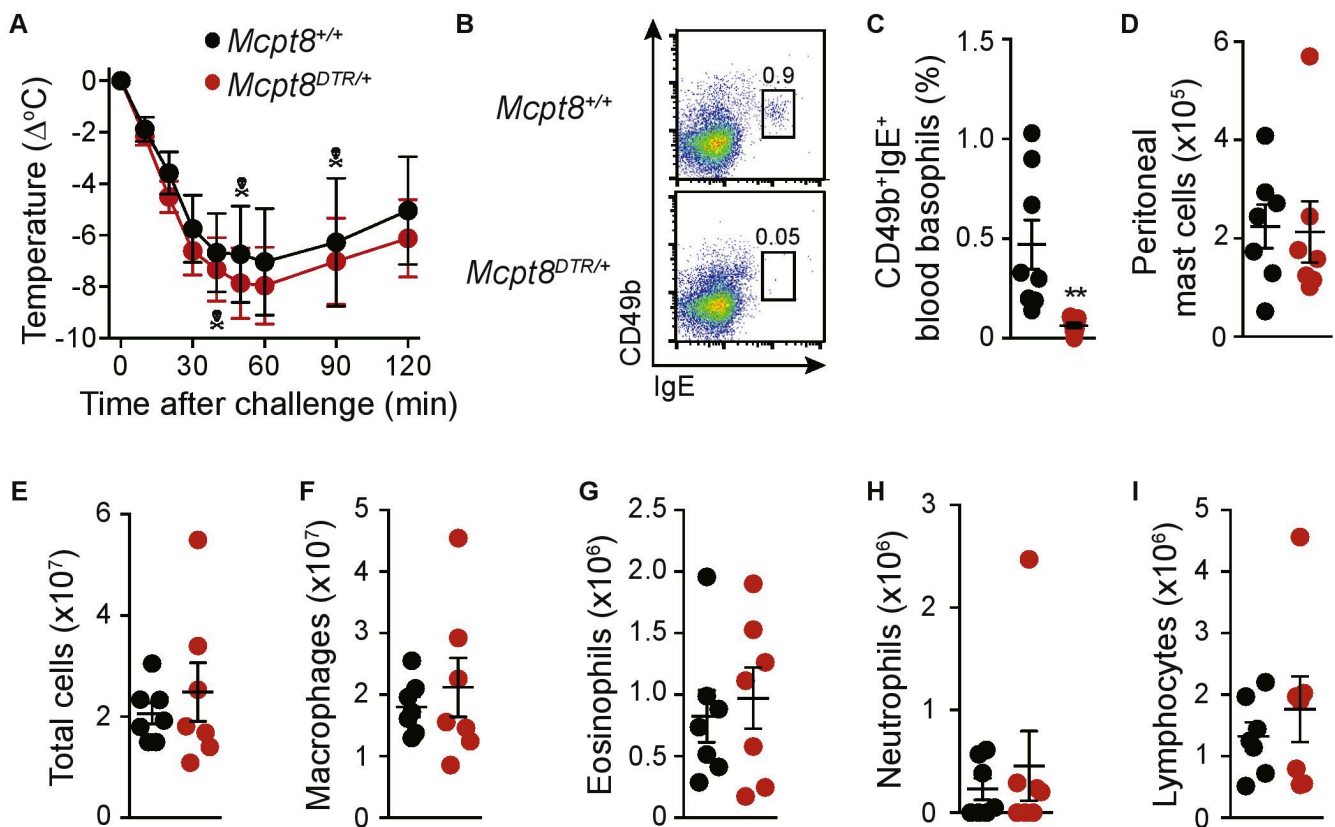 A
Mcpt8+/+
Mcpt8DTR/+
Temperature (Δ°C)
0
-2
-4
-6
-8
-10
0 30 60 90 120
Time after challenge (min)
B
Mcpt8+/+
0.9
Mcpt8DTR/+
0.05
CD49b
IgE
C
CD49b+IgE+
blood basophils (%)
1.5
1.0
0.5
0
**
D
Peritoneal
mast cells (x10⁵)
6
4
2
0
E
Total cells (x10⁷)
6
4
2
0
F
Macrophages (x10⁷)
5
4
3
2
1
0
G
Eosinophils (x10⁶)
2.5
2.0
1.5
1.0
0.5
0
H
Neutrophils (x10⁶)
3
2
1
0
I
Lymphocytes (x10⁶)
5
4
3
2
1
0